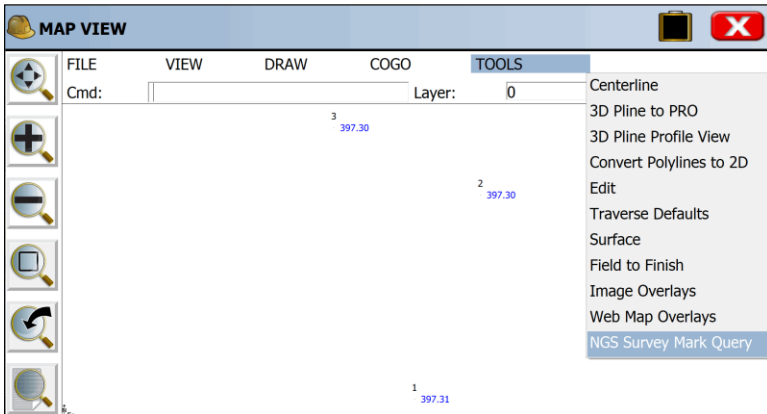 MAP VIEW
FILE VIEW DRAW COGO TOOLS
Cmd: Layer: 0
Centerline
3D Pline to PRO
3D Pline Profile View
Convert Polylines to 2D
Edit
Traverse Defaults
Surface
Field to Finish
Image Overlays
Web Map Overlays
NGS Survey Mark Query
3
397.30
2
397.30
1
397.31